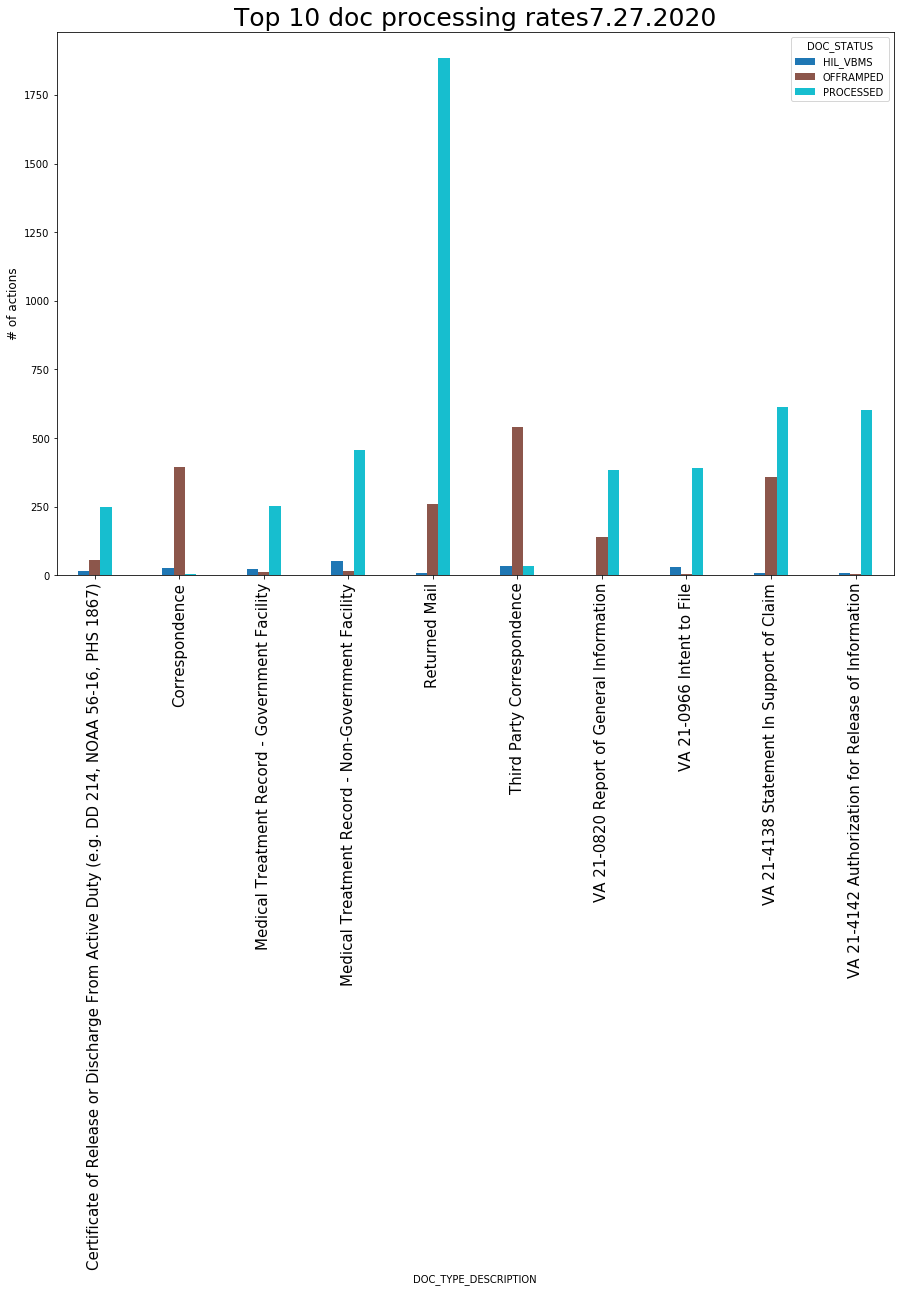 Top 10 doc processing rates7.27.2020
DOC_STATUS
HIL_VBMS
OFFRAMPED
PROCESSED
# of actions
1750
1500
1250
1000
750
500
250
0
Certificate of Release or Discharge From Active Duty (e.g. DD 214, NOAA 56-16, PHS 1867)
Correspondence
Medical Treatment Record - Government Facility
Medical Treatment Record - Non-Government Facility
Returned Mail
Third Party Correspondence
VA 21-0820 Report of General Information
VA 21-0966 Intent to File
VA 21-4138 Statement In Support of Claim
VA 21-4142 Authorization for Release of Information
DOC_TYPE_DESCRIPTION